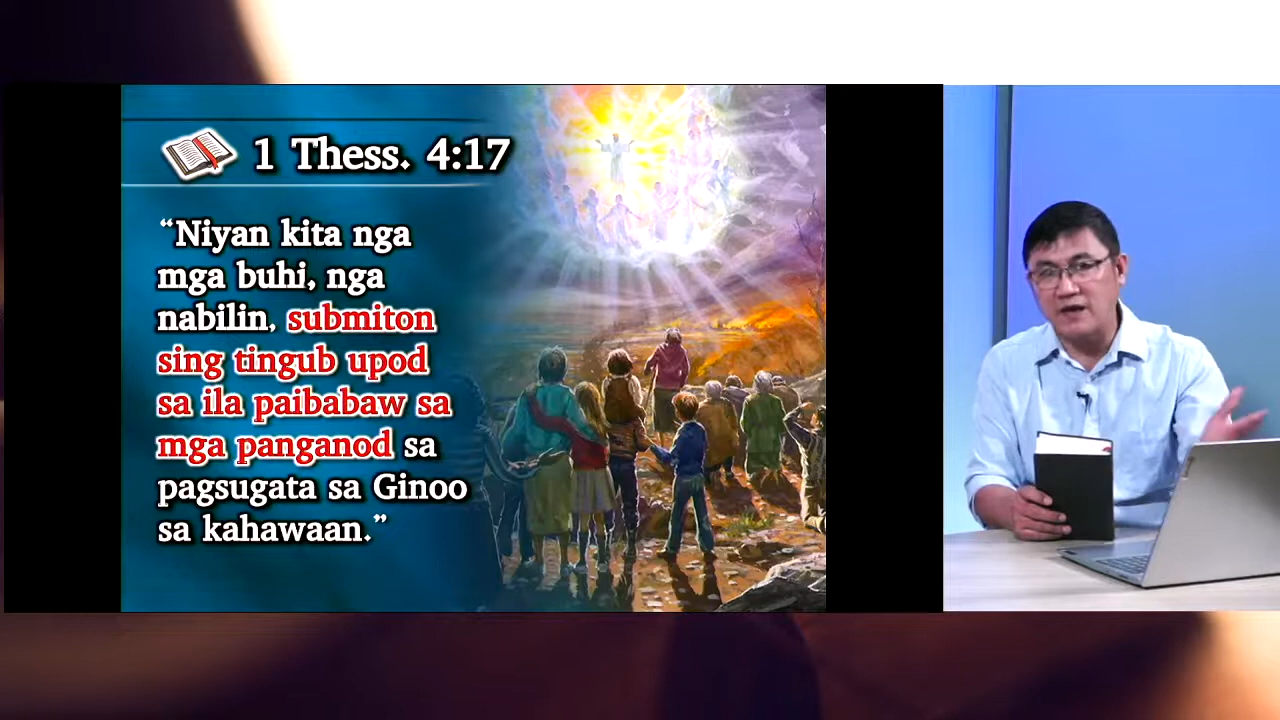 1 Thess. 4:17
“Niyan kita nga
mga buhi, nga
nabilin, submiton
sing tingub upod
sa ila paibabaw sa
mga panganod sa
pagsugata sa Ginoo
sa kahawaan.”